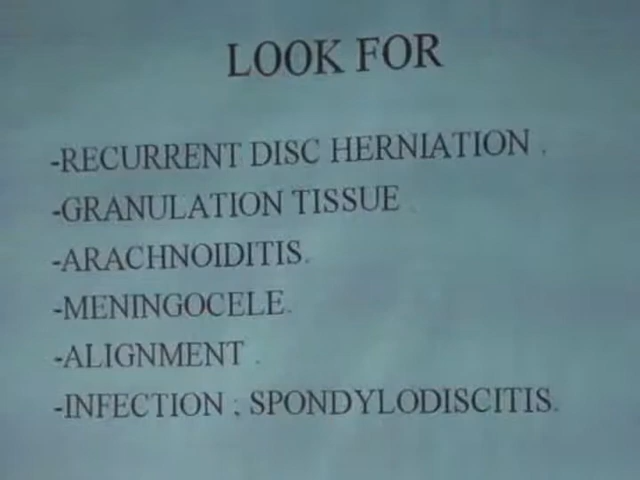 LOOK FOR
-RECURRENT DISC HERNIATION .
-GRANULATION TISSUE .
-ARACHNOIDITIS.
-MENINGOCELE.
-ALIGNMENT .
-INFECTION ; SPONDYLODISCITIS.